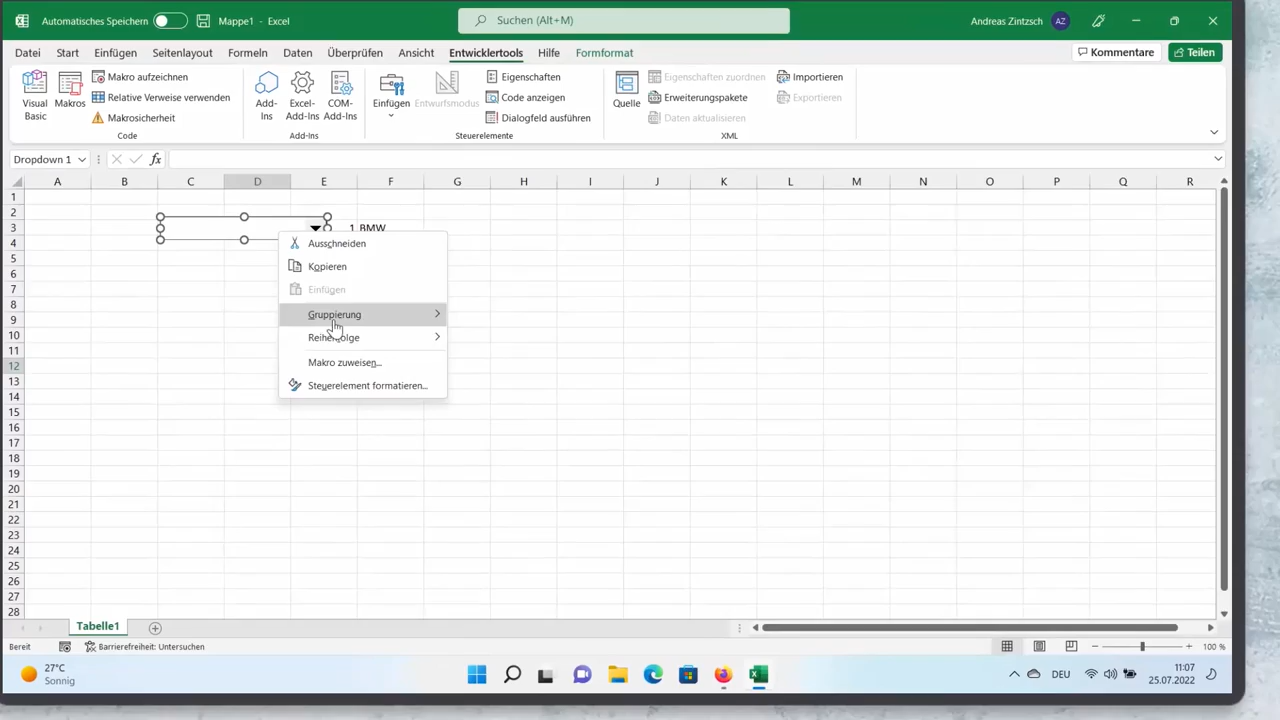 Automatisches Speichern Mappe1 - Excel Suchen (Alt+M) Andreas Zintzsch AZ
Datei Start Einfügen Seitenlayout Formeln Daten Überprüfung Ansicht Entwicklertools Hilfe Formformat Kommentare Teilen
Visual Basic
Makros
Makro aufzeichnen
Relative Verweise verwenden
Makrosicherheit
Code
Add-Ins
Excel-Add-Ins
COM-Add-Ins
Add-Ins
Einfügen
Entwurfsmodus
Eigenschaften
Code anzeigen
Dialogfeld ausführen
Steuerelemente
Quelle
Eigenschaften zuordnen
Erweiterungspakete
Daten aktualisieren
Importieren
Exportieren
XML
Dropdown 1 fx
A B C D E F G H I J K L M N O P Q R
1
2
3 1 BMW
4
5
6
7
8
9
10
11
12
13
14
15
16
17
18
19
20
21
22
23
24
25
26
27
28
Ausschneiden
Kopieren
Einfügen
Gruppierung
Reihenfolge
Makro zuweisen...
Steuerelement formatieren...
Tabelle1
Bereit Barrierefreiheit: Untersuchen 100 %
27°C
Sonnig
DEU
11:07
25.07.2022